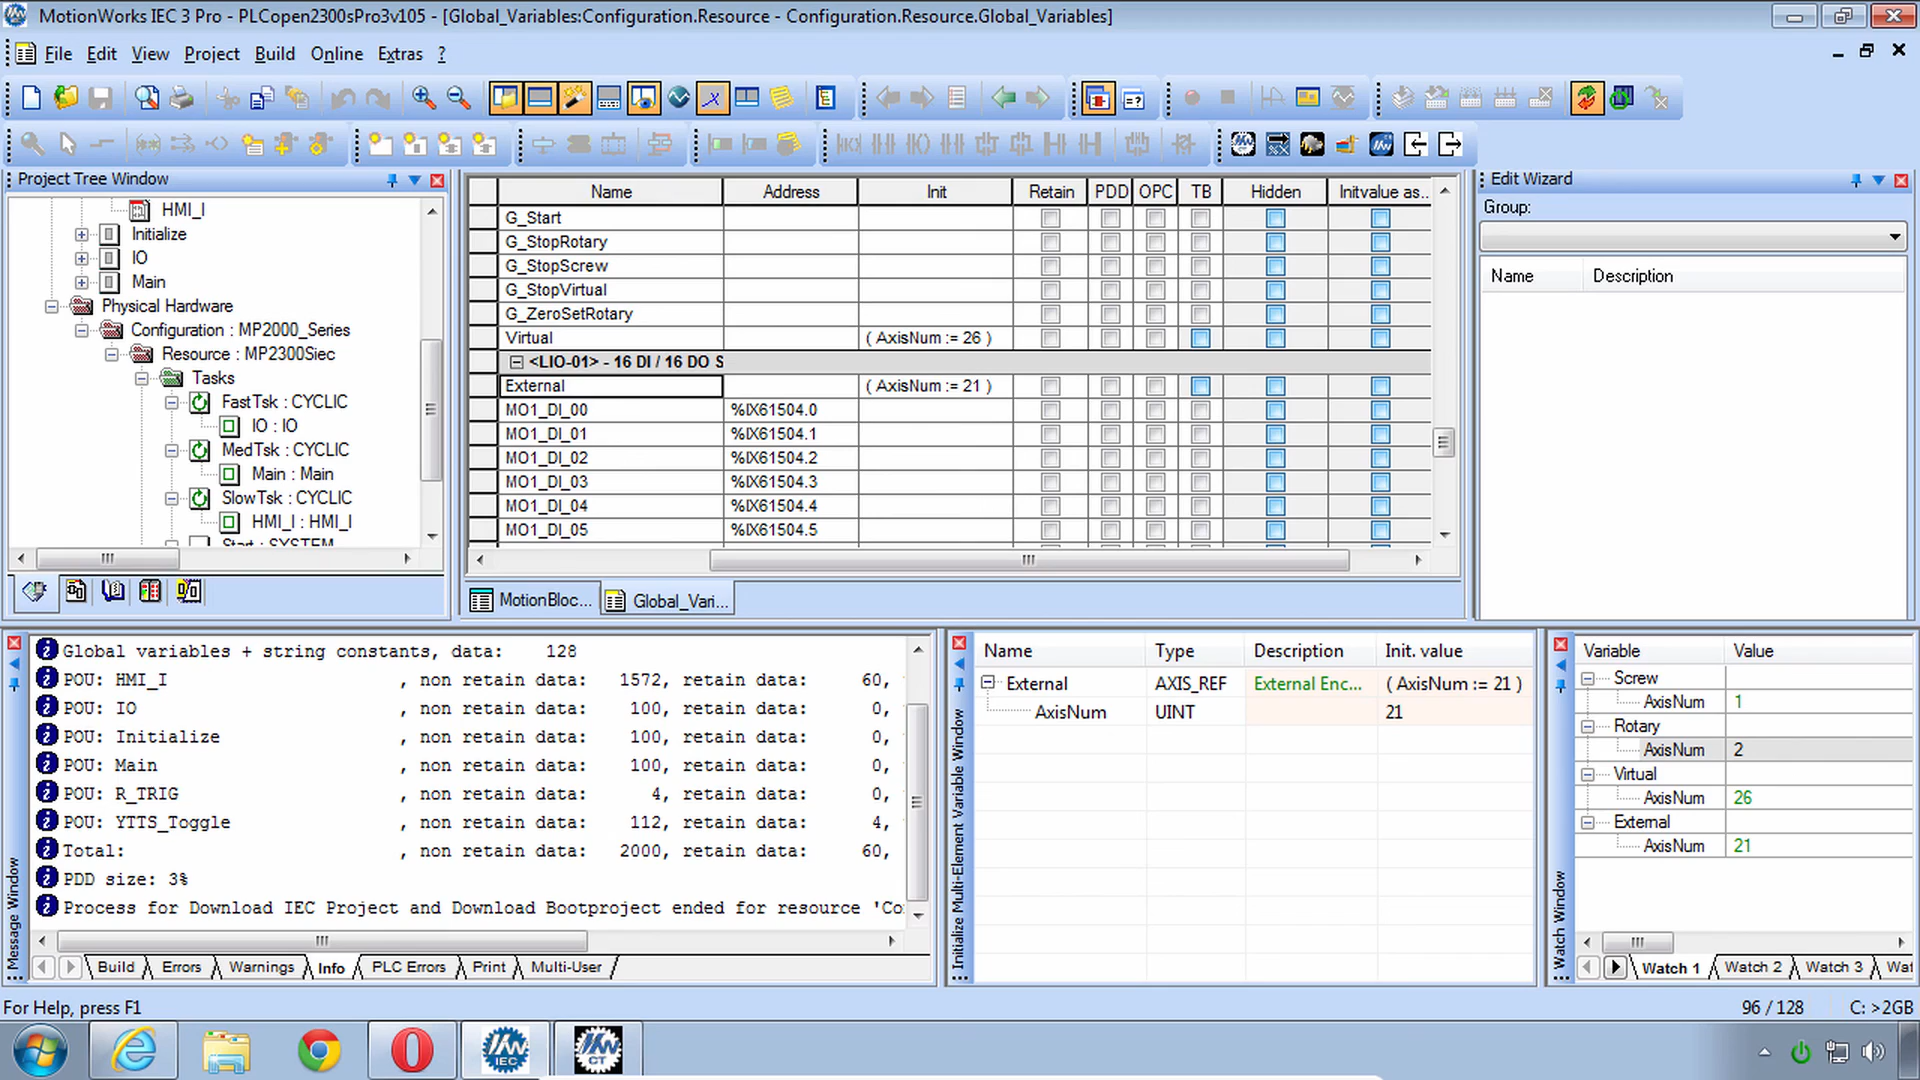 MotionWorks IEC 3 Pro - PLCopen2300sPro3v105 - [Global_Variables:Configuration.Resource - Configuration.Resource.Global_Variables]
File Edit View Project Build Online Extras ?
Project Tree Window
HMI_I
Initialize
IO
Main
Physical Hardware
Configuration : MP2000_Series
Resource : MP2300Siec
Tasks
FastTsk : CYCLIC
IO : IO
MedTsk : CYCLIC
Main : Main
SlowTsk : CYCLIC
HMI_I : HMI_I
Start : SYSTEM
Name Address Init Retain PDD OPC TB Hidden Initvalue as..
G_Start
G_StopRotary
G_StopScrew
G_StopVirtual
G_ZeroSetRotary
Virtual ( AxisNum := 26 )
<LIO-01> - 16 DI / 16 DO S
External ( AxisNum := 21 )
MO1_DI_00 %IX61504.0
MO1_DI_01 %IX61504.1
MO1_DI_02 %IX61504.2
MO1_DI_03 %IX61504.3
MO1_DI_04 %IX61504.4
MO1_DI_05 %IX61504.5
MotionBloc... Global_Vari...
Edit Wizard
Group:
Name Description
Message Window
Global variables + string constants, data: 128
POU: HMI_I , non retain data: 1572, retain data: 60,
POU: IO , non retain data: 100, retain data: 0,
POU: Initialize , non retain data: 100, retain data: 0,
POU: Main , non retain data: 100, retain data: 0,
POU: R_TRIG , non retain data: 4, retain data: 0,
POU: YTTS_Toggle , non retain data: 112, retain data: 4,
Total: , non retain data: 2000, retain data: 60,
PDD size: 3%
Process for Download IEC Project and Download Bootproject ended for resource 'Co
Build Errors Warnings Info PLC Errors Print Multi-User
Initialize Multi-Element Variable Window
Name Type Description Init. value
External AXIS_REF External Enc... ( AxisNum := 21 )
AxisNum UINT 21
Watch Window
Variable Value
Screw
AxisNum 1
Rotary
AxisNum 2
Virtual
AxisNum 26
External
AxisNum 21
Watch 1 Watch 2 Watch 3 Wat
For Help, press F1
96 / 128 C: >2GB
IEC
CT